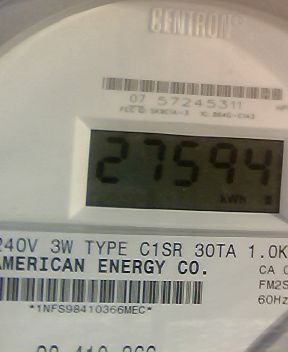 CENTRON®
07 57245311
27594
kWh
240V 3W TYPE C1SR 30TA 1.0K
AMERICAN ENERGY CO.
CA 0
FM2S
60Hz
*1NFS98410366MEC*